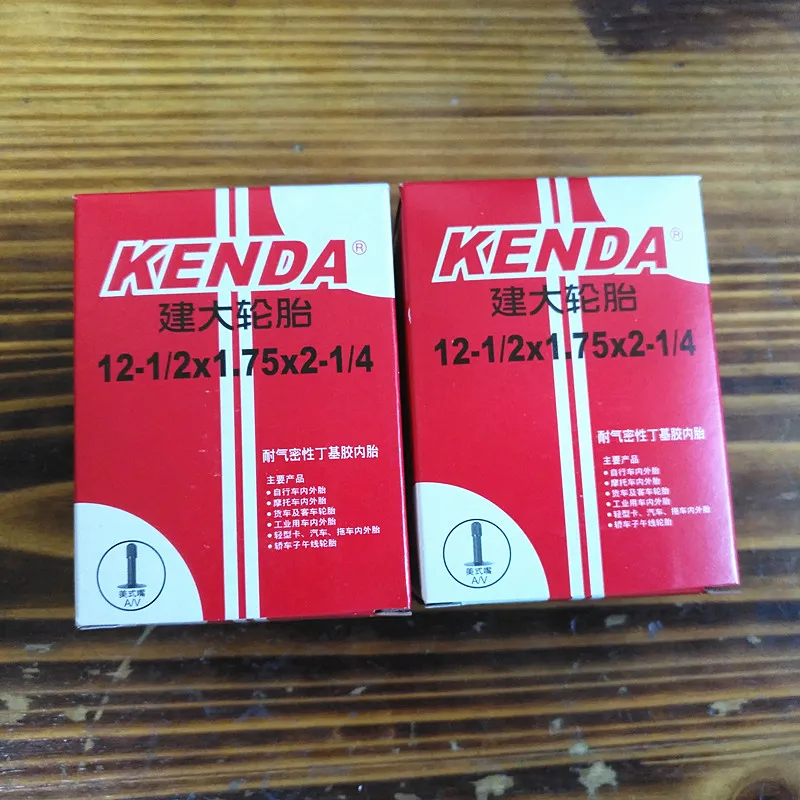 KENDA®
建大轮胎
12-1/2x1.75x2-1/4
耐气密性丁基胶内胎
主要产品
•自行车内外胎
•摩托车内外胎
•货车及客车轮胎
•工业用车内外胎
•轻型卡、汽车、拖车内外胎
•轿车子午线轮胎
美式嘴
A/V
KENDA®
建大轮胎
12-1/2x1.75x2-1/4
耐气密性丁基胶内胎
主要产品
•自行车内外胎
•摩托车内外胎
•货车及客车轮胎
•工业用车内外胎
•轻型卡、汽车、拖车内外胎
•轿车子午线轮胎
美式嘴
A/V